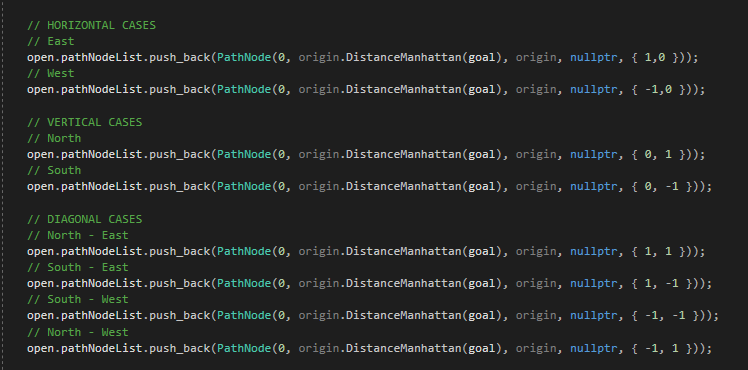 // HORIZONTAL CASES
// East
open.pathNodeList.push_back(PathNode(0, origin.DistanceManhattan(goal), origin, nullptr, { 1,0 }));
// West
open.pathNodeList.push_back(PathNode(0, origin.DistanceManhattan(goal), origin, nullptr, { -1,0 }));
// VERTICAL CASES
// North
open.pathNodeList.push_back(PathNode(0, origin.DistanceManhattan(goal), origin, nullptr, { 0, 1 }));
// South
open.pathNodeList.push_back(PathNode(0, origin.DistanceManhattan(goal), origin, nullptr, { 0, -1 }));
// DIAGONAL CASES
// North - East
open.pathNodeList.push_back(PathNode(0, origin.DistanceManhattan(goal), origin, nullptr, { 1, 1 }));
// South - East
open.pathNodeList.push_back(PathNode(0, origin.DistanceManhattan(goal), origin, nullptr, { 1, -1 }));
// South - West
open.pathNodeList.push_back(PathNode(0, origin.DistanceManhattan(goal), origin, nullptr, { -1, -1 }));
// North - West
open.pathNodeList.push_back(PathNode(0, origin.DistanceManhattan(goal), origin, nullptr, { -1, 1 }));